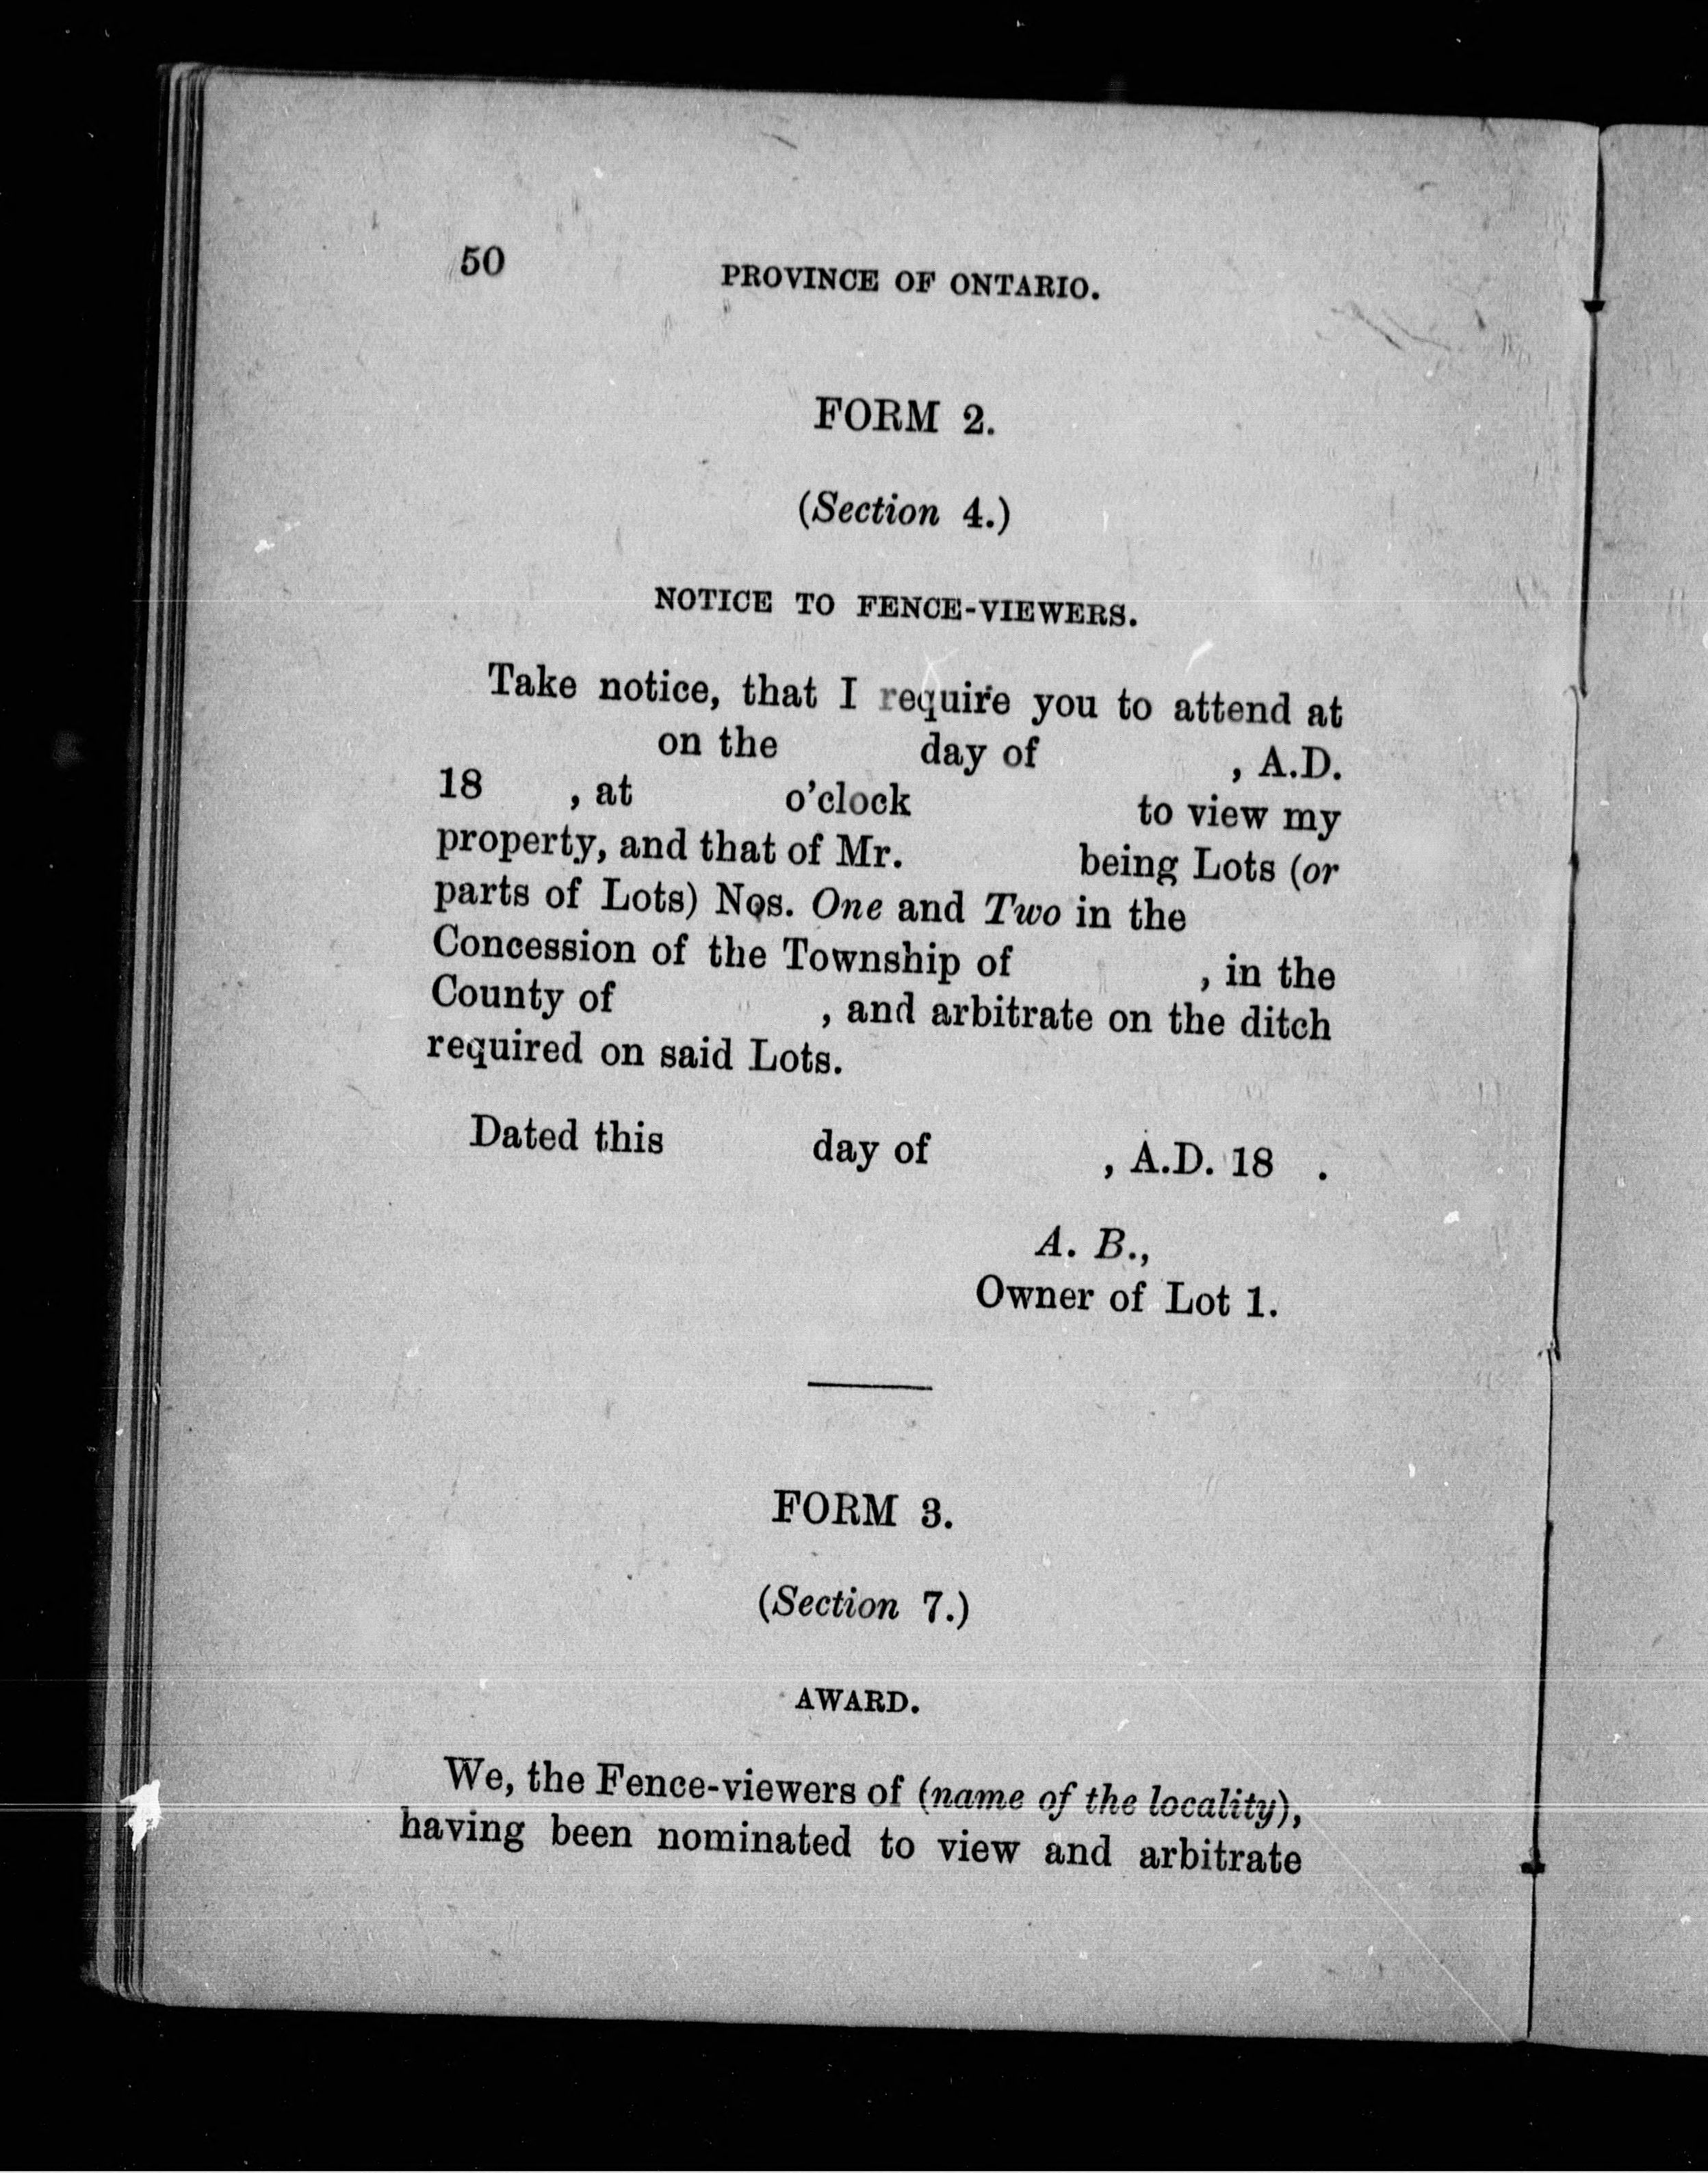 50
PROVINCE OF ONTARIO.
FORM 2.
(Section 4.)
NOTICE TO FENCE-VIEWERS.
Take notice, that I require you to attend at
on the day of , A.D.
18 , at o'clock to view my
property, and that of Mr. being Lots (or
parts of Lots) Nos. One and Two in the
Concession of the Township of , in the
County of , and arbitrate on the ditch
required on said Lots.
Dated this day of , A.D. 18 .
A. B.,
Owner of Lot 1.
FORM 3.
(Section 7.)
AWARD.
We, the Fence-viewers of (name of the locality),
having been nominated to view and arbitrate